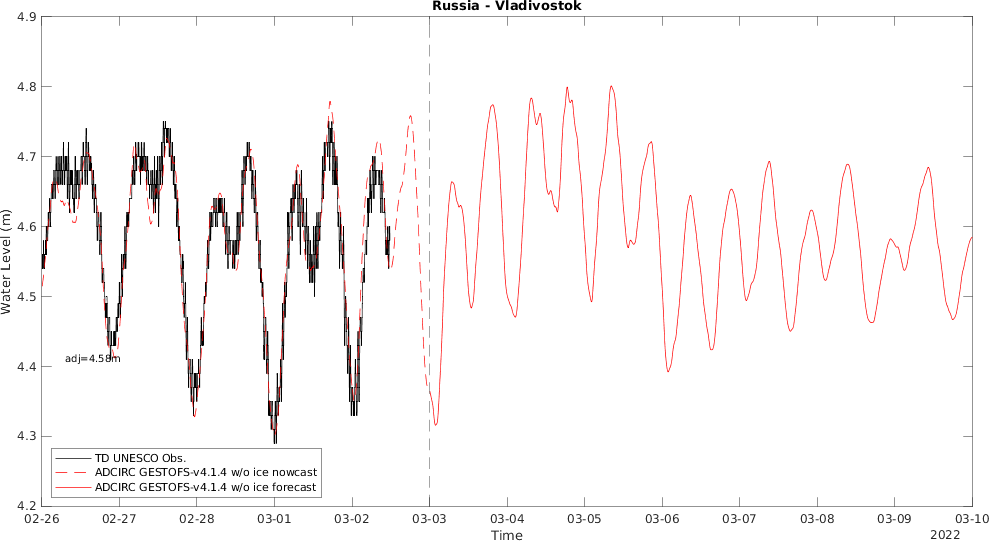 Russia - Vladivostok
4.9
4.8
4.7
4.6
4.5
4.4
4.3
4.2
Water Level (m)
adj=4.58m
TD UNESCO Obs.
ADCIRC GESTOFS-v4.1.4 w/o ice nowcast
ADCIRC GESTOFS-v4.1.4 w/o ice forecast
02-26 02-27 02-28 03-01 03-02 03-03 03-04 03-05 03-06 03-07 03-08 03-09 03-10
Time
2022